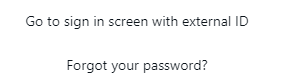 Go to sign in screen with external ID
Forgot your password?